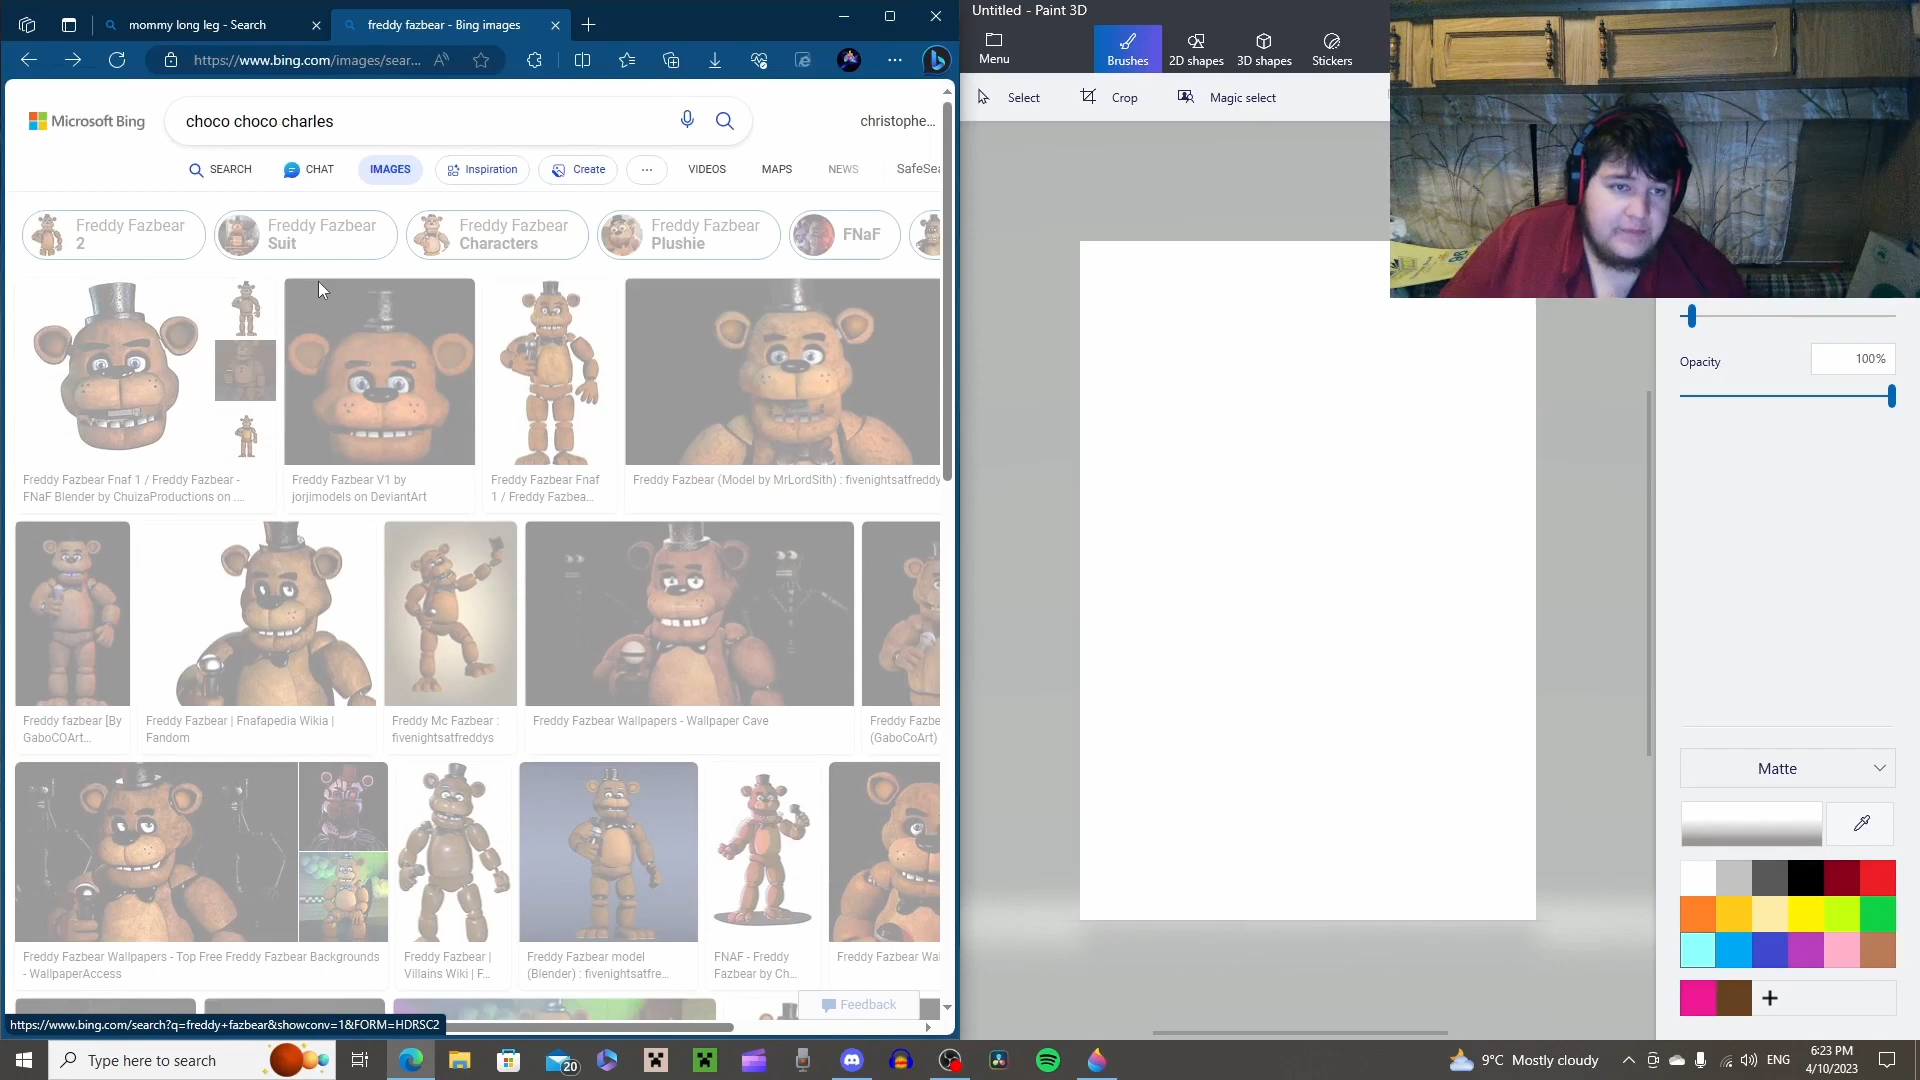 mommy long leg - Search
freddy fazbear - Bing images
https://www.bing.com/images/sear...
Microsoft Bing
choco choco charles
christophe...
SEARCH
CHAT
IMAGES
Inspiration
Create
...
VIDEOS
MAPS
NEWS
SafeSea
Freddy Fazbear
2
Freddy Fazbear
Suit
Freddy Fazbear
Characters
Freddy Fazbear
Plushie
FNaF
Freddy Fazbear Fnaf 1 / Freddy Fazbear -
FNaF Blender by ChuizaProductions on ....
Freddy Fazbear V1 by
jorjimodels on DeviantArt
Freddy Fazbear Fnaf
1 / Freddy Fazbea...
Freddy Fazbear (Model by MrLordSith) : fivenightsatfreddy
Freddy fazbear [By
GaboCOArt...
Freddy Fazbear | Fnafapedia Wikia |
Fandom
Freddy Mc Fazbear :
fivenightsatfreddys
Freddy Fazbear Wallpapers - Wallpaper Cave
Freddy Fazbe
(GaboCoArt)
Freddy Fazbear Wallpapers - Top Free Freddy Fazbear Backgrounds
- WallpaperAccess
Freddy Fazbear |
Villains Wiki | F...
Freddy Fazbear model
(Blender) : fivenightsatfre...
FNAF - Freddy
Fazbear by Ch...
Freddy Fazbear Wal
Feedback
https://www.bing.com/search?q=freddy+fazbear&showconv=1&FORM=HDRSC2
Untitled - Paint 3D
Menu
Brushes
2D shapes
3D shapes
Stickers
Select
Crop
Magic select
Opacity
100%
Matte
Type here to search
20
9°C Mostly cloudy
ENG
6:23 PM
4/10/2023